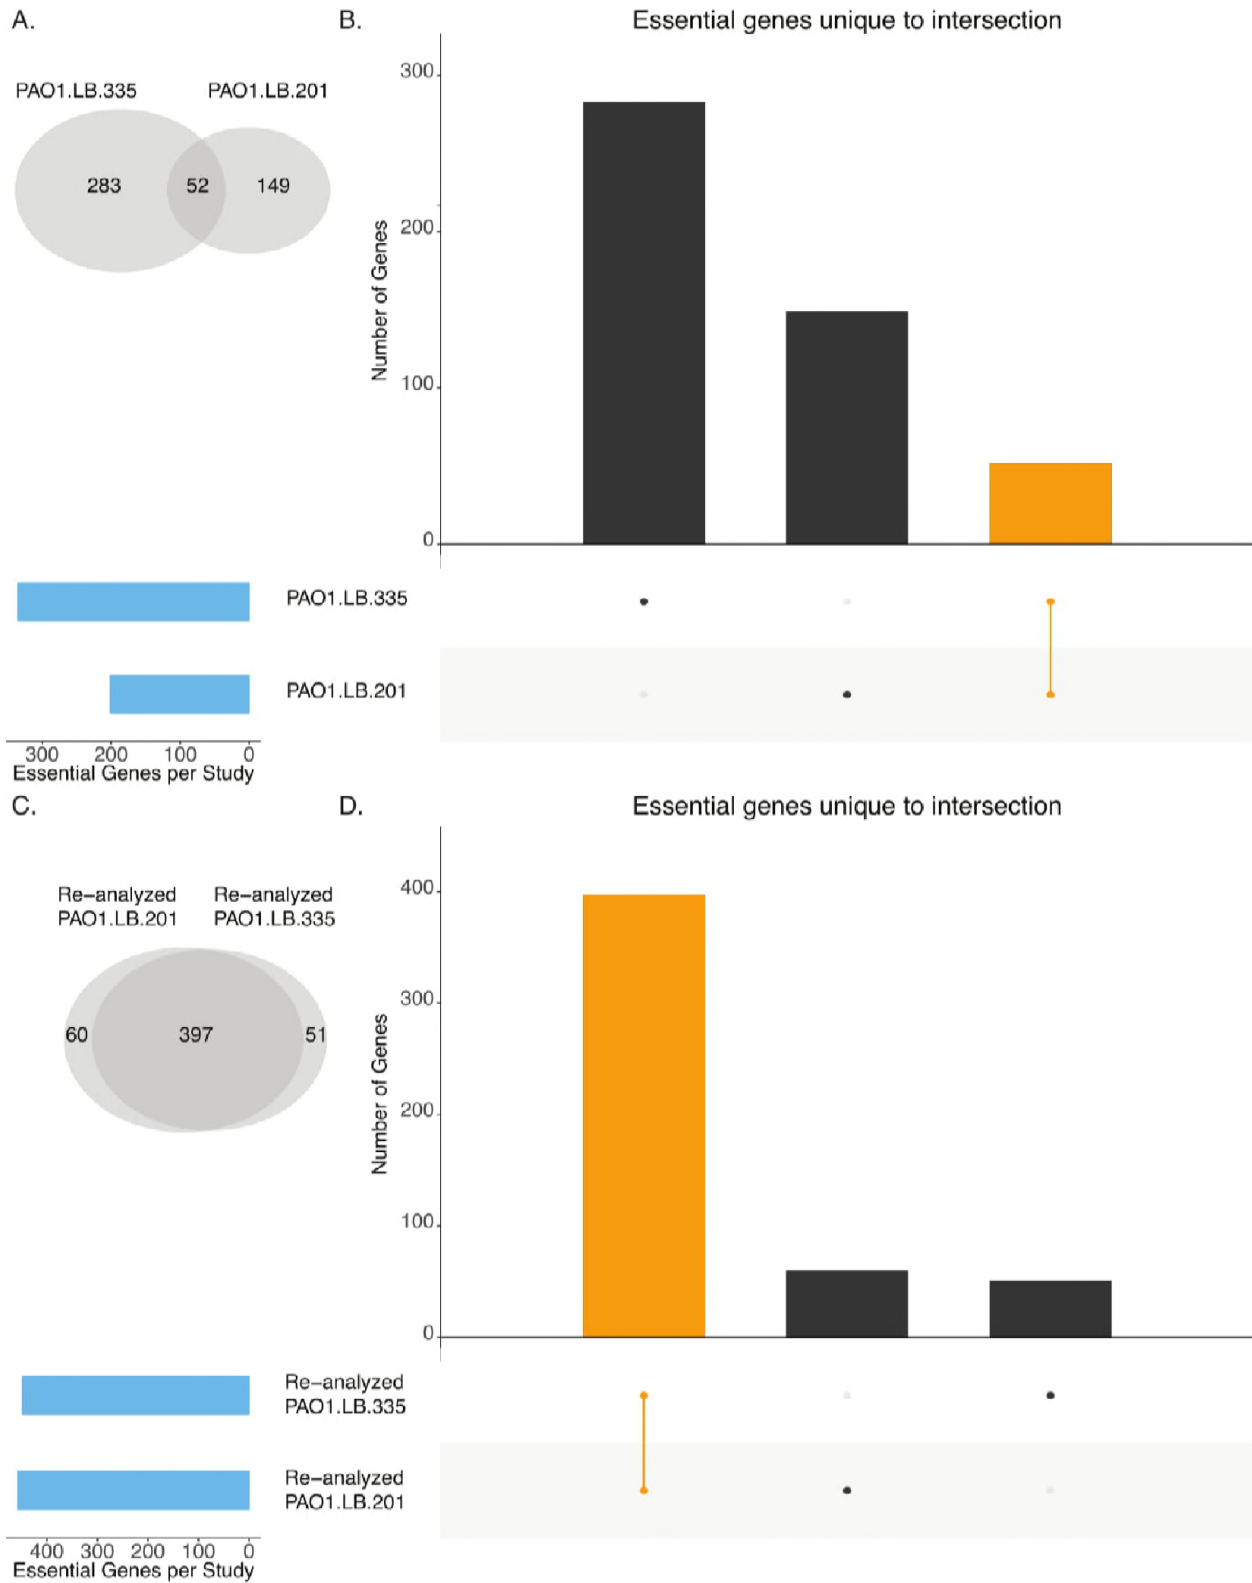 A.
B.
Essential genes unique to intersection
PAO1.LB.335
PAO1.LB.201
283
52
149
Number of Genes
300
200
100
0
PAO1.LB.335
PAO1.LB.201
300 200 100 0
Essential Genes per Study
C.
D.
Essential genes unique to intersection
Re−analyzed
PAO1.LB.201
Re−analyzed
PAO1.LB.335
60
397
51
Number of Genes
400
300
200
100
0
Re−analyzed
PAO1.LB.335
Re−analyzed
PAO1.LB.201
400 300 200 100 0
Essential Genes per Study